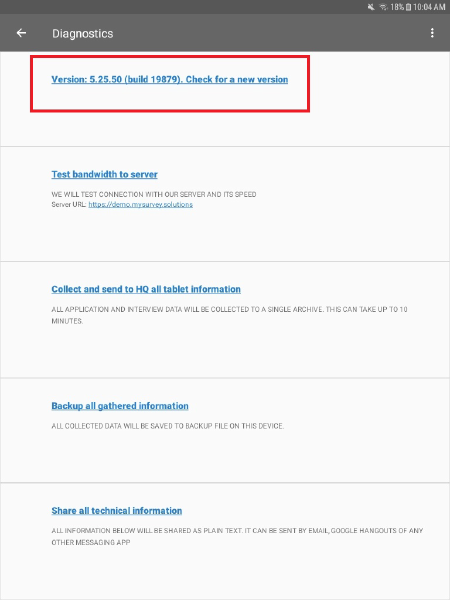 18% 10:04 AM
Diagnostics
Version: 5.25.50 (build 19879). Check for a new version
Test bandwidth to server
WE WILL TEST CONNECTION WITH OUR SERVER AND ITS SPEED
Server URL: https://demo.mysurvey.solutions
Collect and send to HQ all tablet information
ALL APPLICATION AND INTERVIEW DATA WILL BE COLLECTED TO A SINGLE ARCHIVE. THIS CAN TAKE UP TO 10
MINUTES.
Backup all gathered information
ALL COLLECTED DATA WILL BE SAVED TO BACKUP FILE ON THIS DEVICE.
Share all technical information
ALL INFORMATION BELOW WILL BE SHARED AS PLAIN TEXT. IT CAN BE SENT BY EMAIL,GOOGLE HANGOUTS OF ANY
OTHER MESSAGING APP